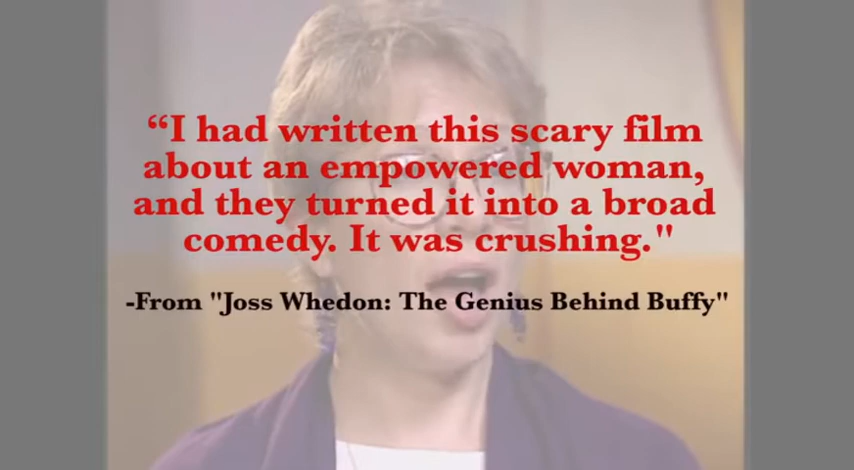 “I had written this scary film
about an empowered woman,
and they turned it into a broad
comedy. It was crushing."
-From "Joss Whedon: The Genius Behind Buffy"